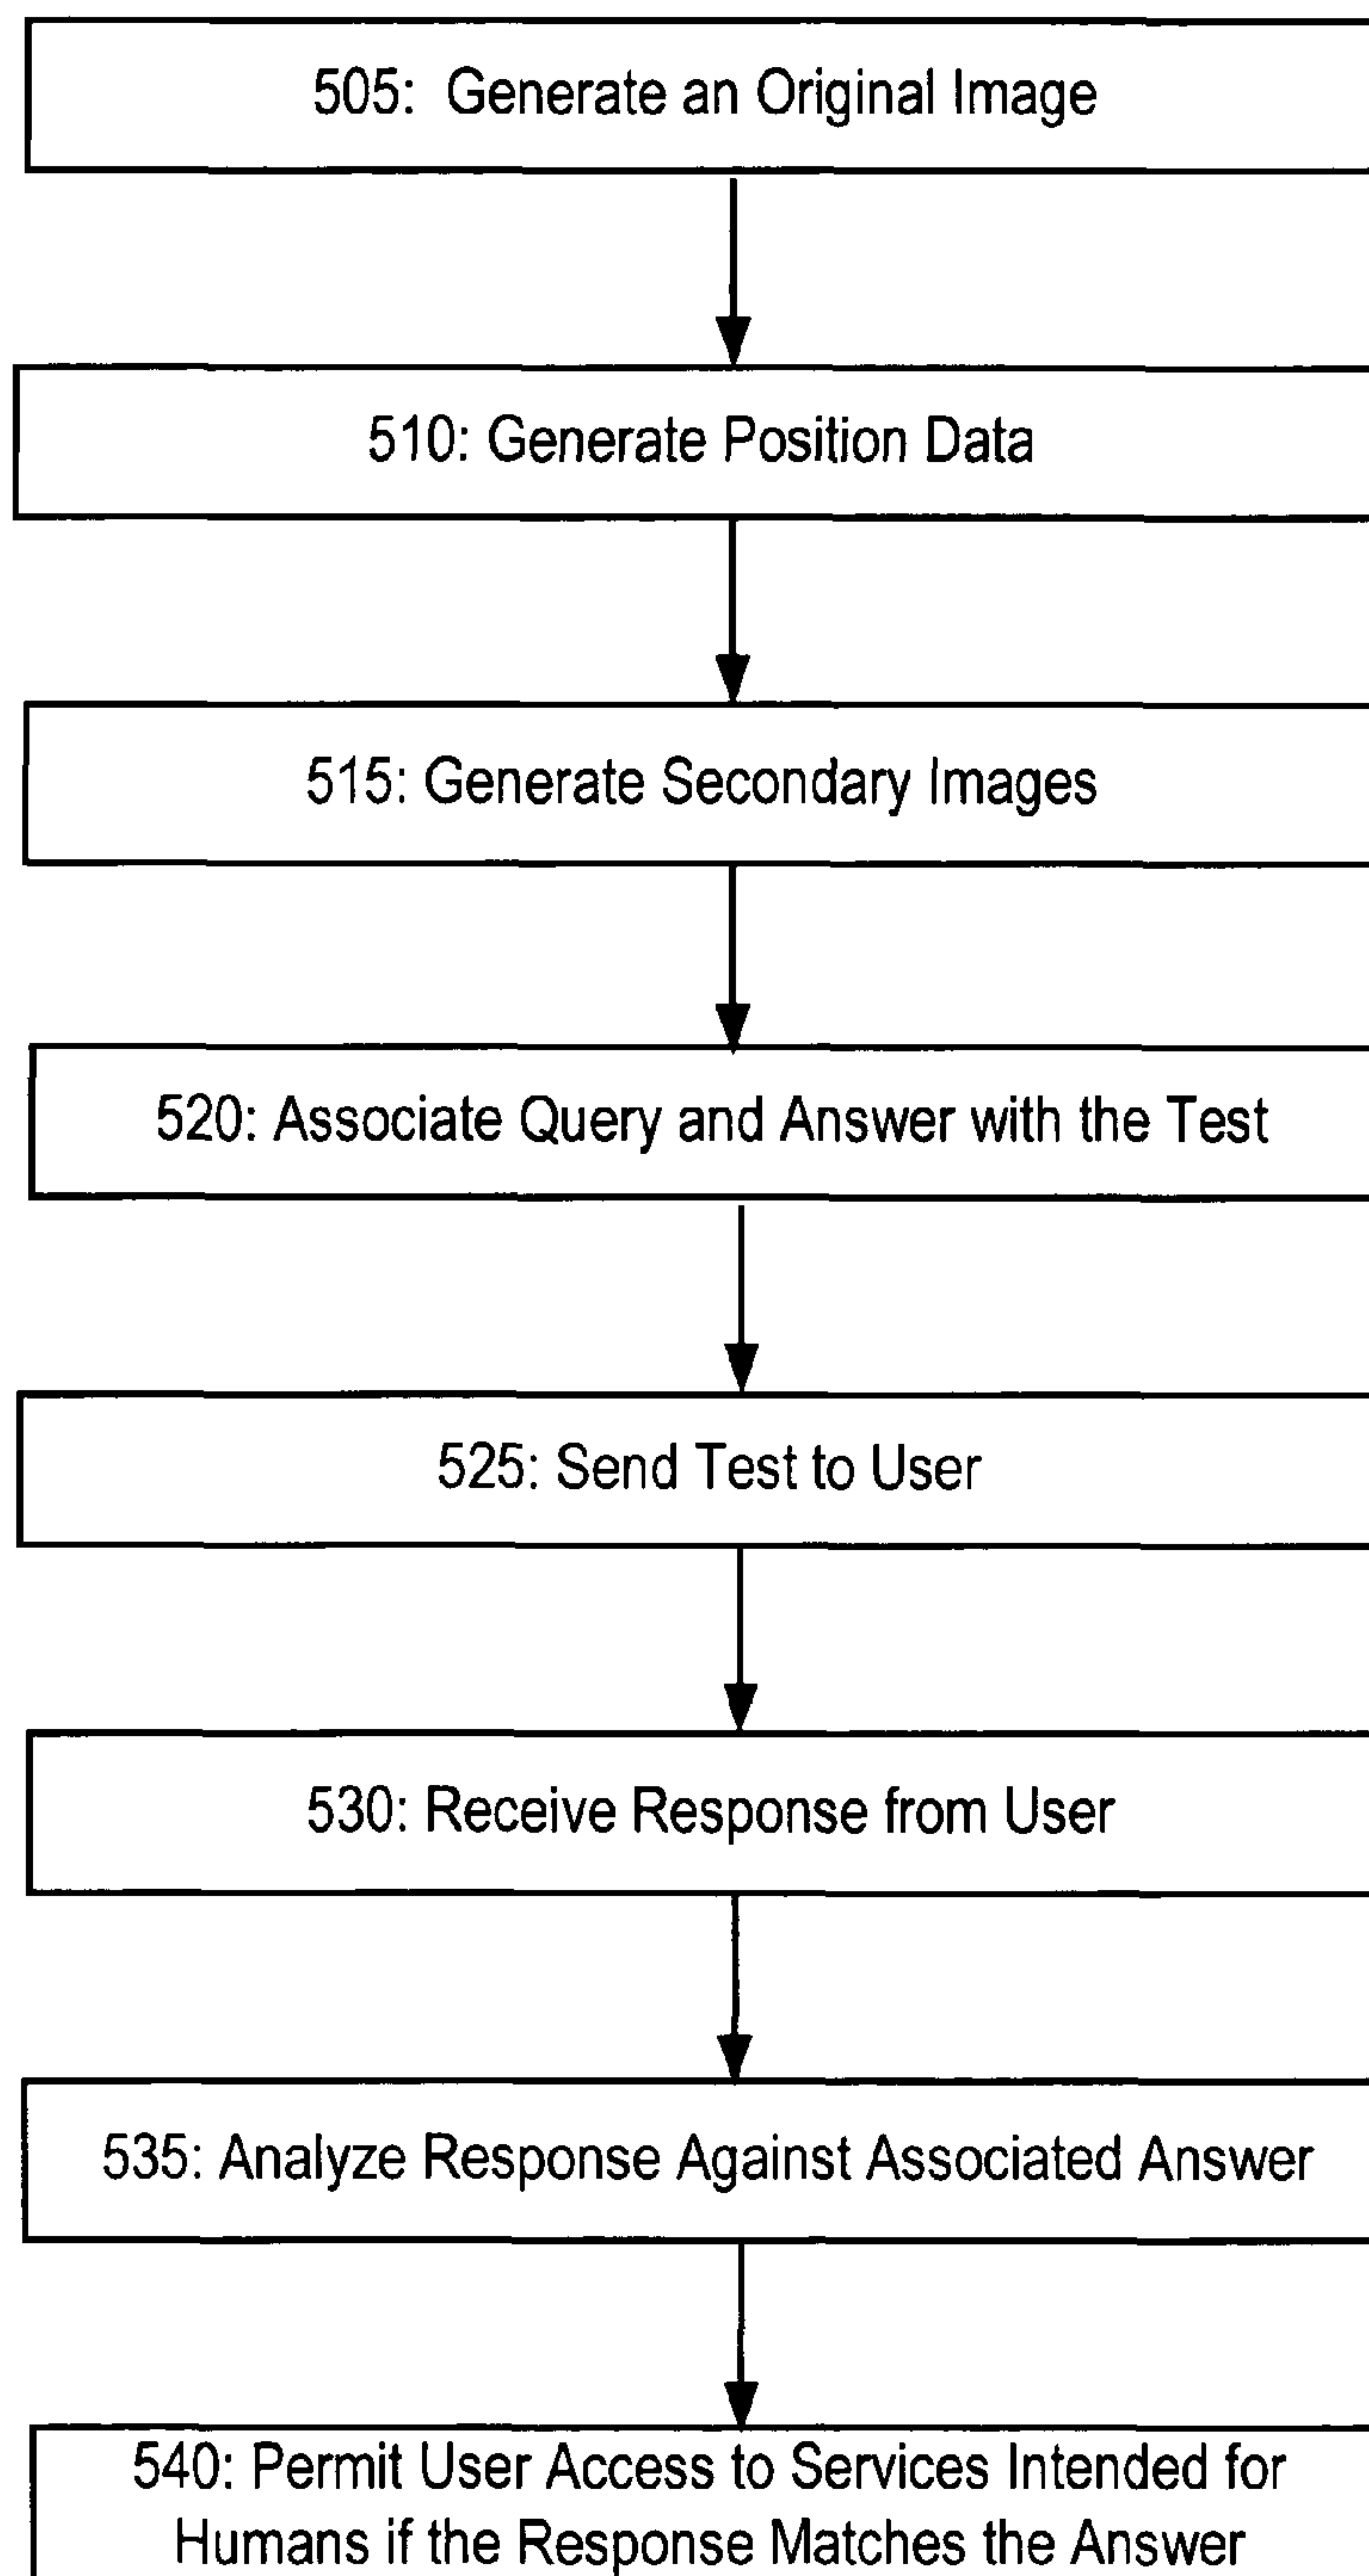 505: Generate an Original Image
510: Generate Position Data
515: Generate Secondary Images
520: Associate Query and Answer with the Test
525: Send Test to User
530: Receive Response from User
535: Analyze Response Against Associated Answer
540: Permit User Access to Services Intended for
Humans if the Response Matches the Answer